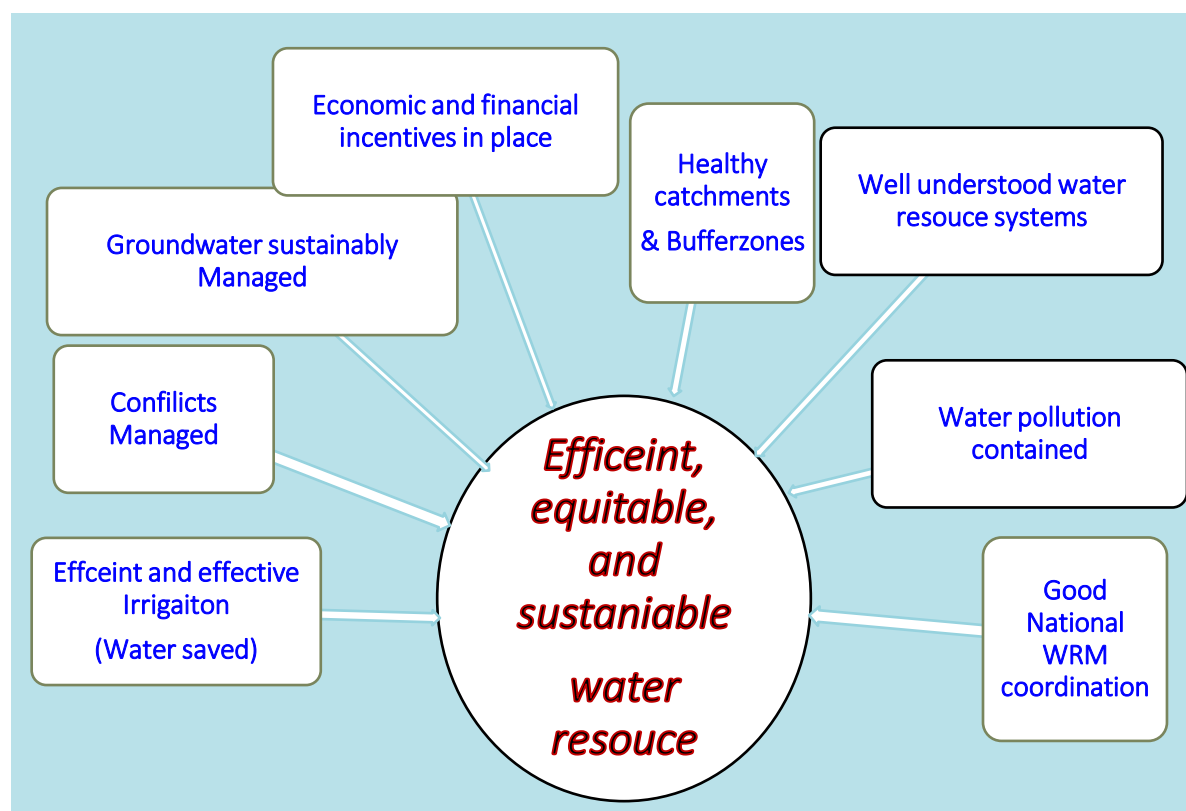 Economic and financial
incentives in place
Healthy
catchments
& Bufferzones
Well understood water
resouce systems
Groundwater sustainably
Managed
Confilicts
Managed
Water pollution
contained
Effceint and effective
Irrigaiton
(Water saved)
Efficeint,
equitable,
and
sustaniable
water
resouce
Good
National
WRM
coordination